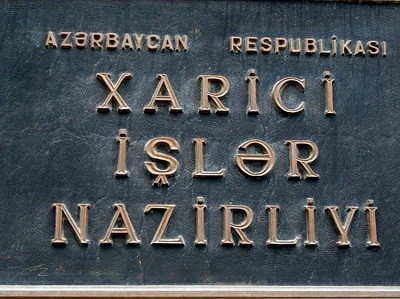 AZƏRBAYCAN RESPUBLİKASI
XARİCİ
İŞLƏR
NAZİRLİYİ